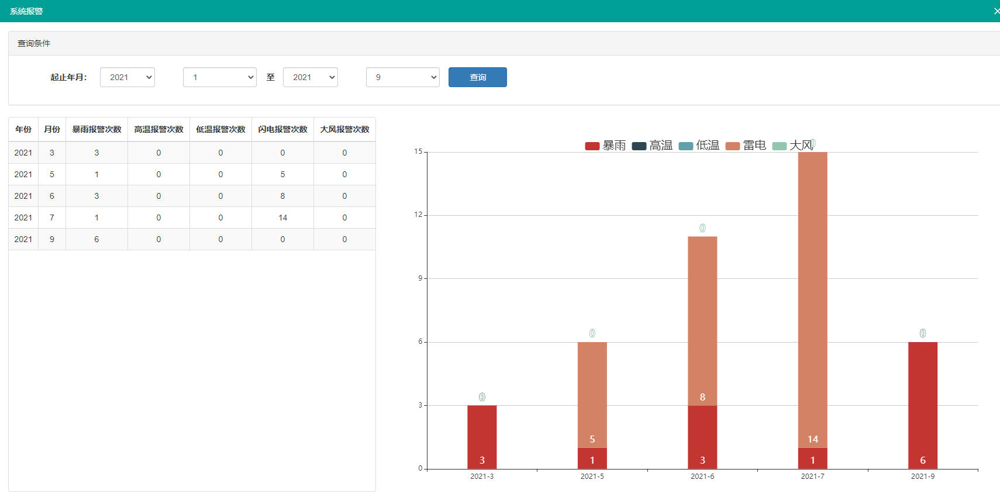 系统报警
查询条件
起止年月: 2021 1 至 2021 9 查询
年份 月份 暴雨报警次数 高温报警次数 低温报警次数 闪电报警次数 大风报警次数
2021 3 3 0 0 0 0
2021 5 1 0 0 5 0
2021 6 3 0 0 8 0
2021 7 1 0 0 14 0
2021 9 6 0 0 0 0
暴雨 高温 低温 雷电 大风 0
15
12
0
9
0 0
6
0
8
3
5 14
3 1 3 1 6
0
2021-3 2021-5 2021-6 2021-7 2021-9